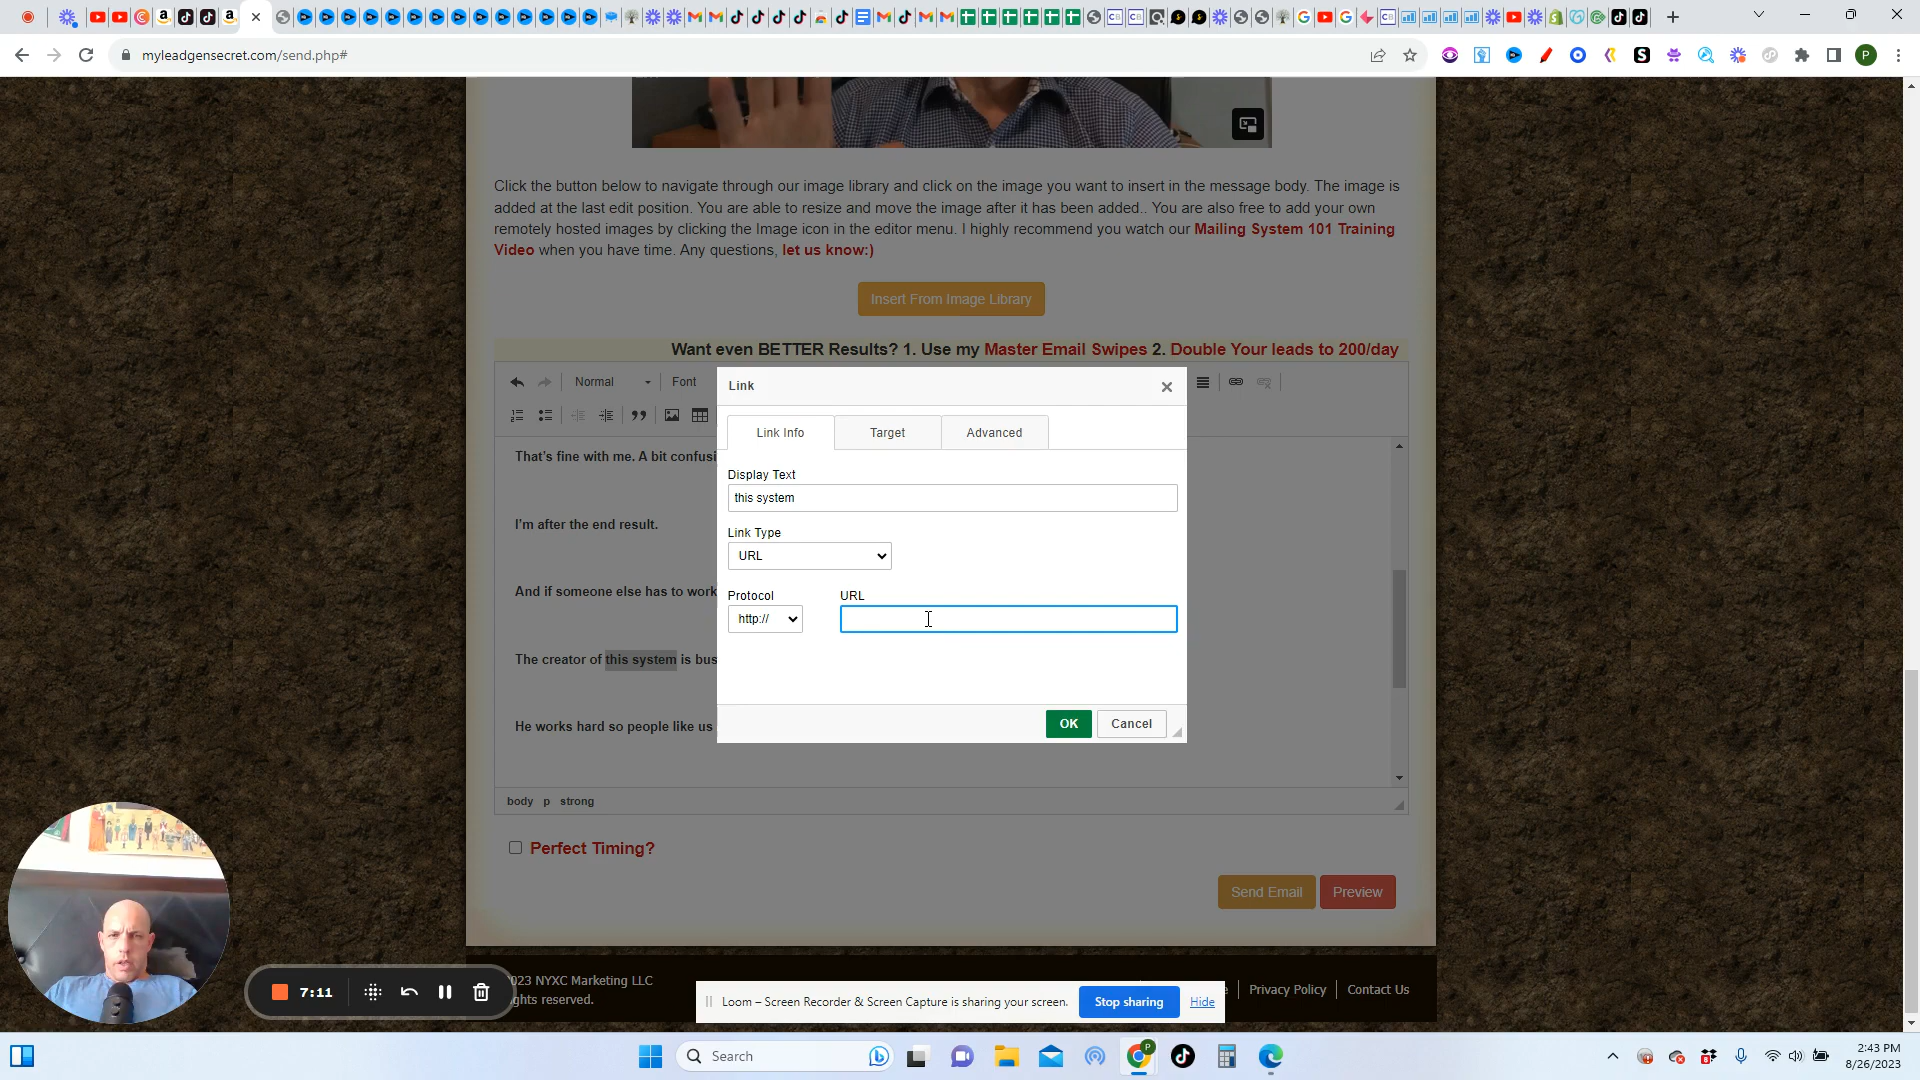 myleadgensecret.com/send.php#
Click the button below to navigate through our image library and click on the image you want to insert in the message body. The image is
added at the last edit position. You are able to resize and move the image after it has been added.. You are also free to add your own
remotely hosted images by clicking the Image icon in the editor menu. I highly recommend you watch our Mailing System 101 Training
Video when you have time. Any questions, let us know:)
Insert From Image Library
Want even BETTER Results? 1. Use my Master Email Swipes 2. Double Your leads to 200/day
Normal Font
Link
Link Info Target Advanced
That's fine with me. A bit confusi
Display Text
this system
I'm after the end result.
Link Type
URL
And if someone else has to work
Protocol URL
http://
The creator of this system is bus
He works hard so people like us
OK Cancel
body p strong
Perfect Timing?
Send Email Preview
2023 NYXC Marketing LLC
ghts reserved.
Privacy Policy Contact Us
7:11
Loom – Screen Recorder & Screen Capture is sharing your screen. Stop sharing Hide
Search
2:43 PM
8/26/2023